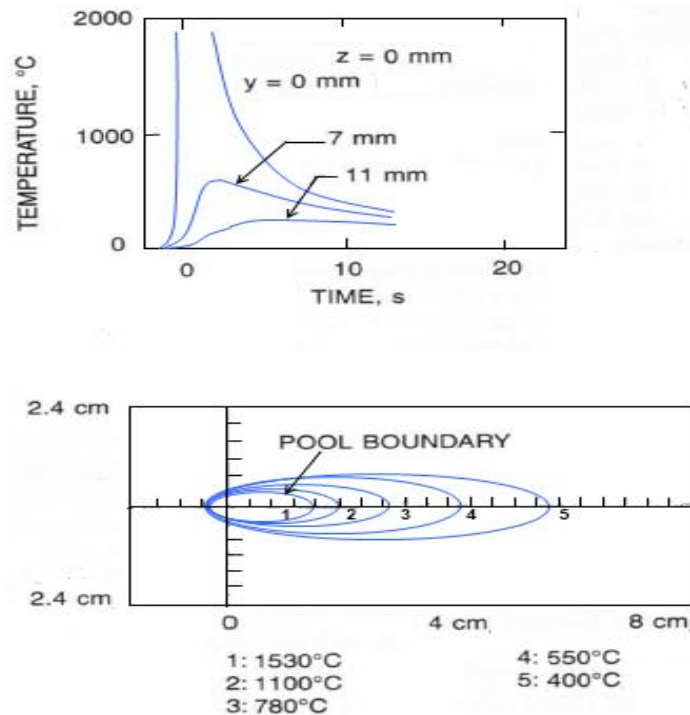 2000
z = 0 mm
y = 0 mm
TEMPERATURE, °C
1000
7 mm
11 mm
0
0 10 20
TIME, s
2.4 cm
POOL BOUNDARY
1 2 3 4 5
2.4 cm
0 4 cm 8 cm
1: 1530°C 4: 550°C
2: 1100°C 5: 400°C
3: 780°C